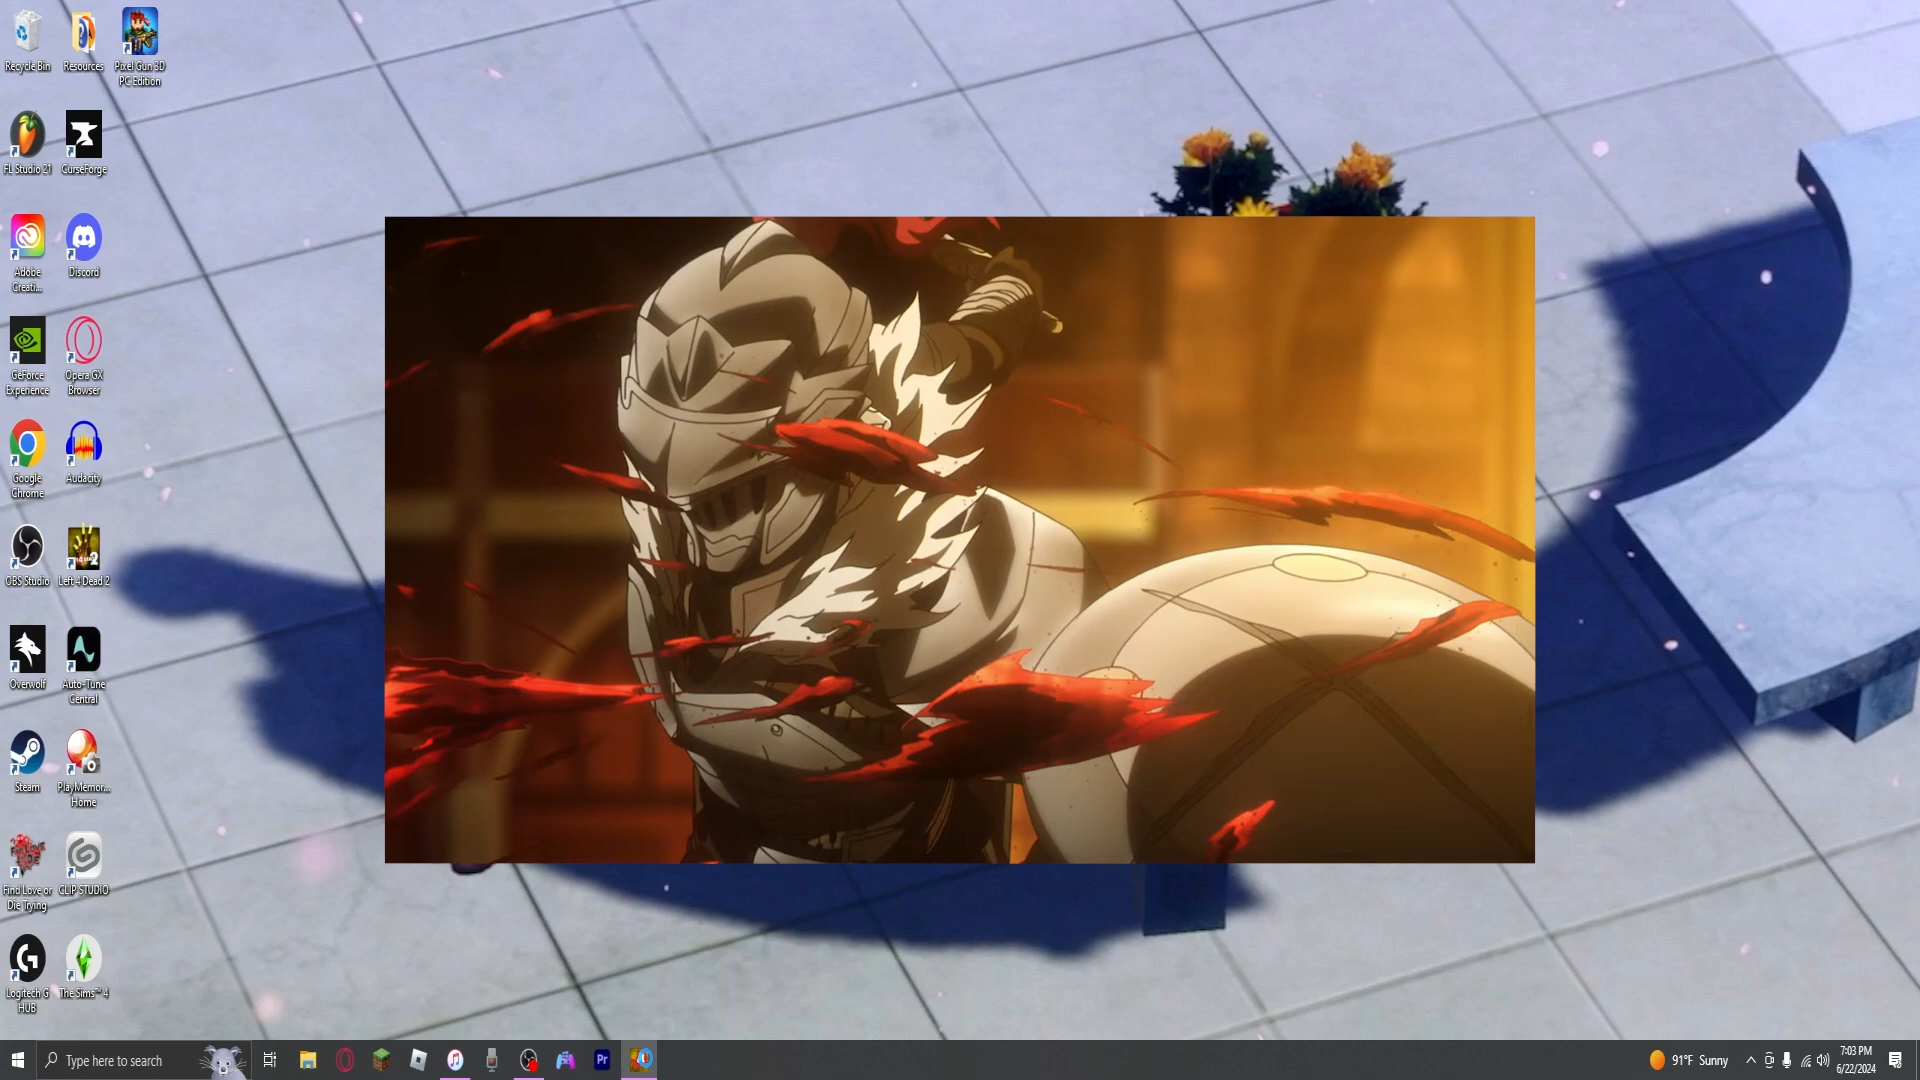 Recycle Bin
Resources
Pixel Gun 3D
PC Edition
FL Studio 21
CurseForge
Adobe
Creati...
Discord
GeForce
Experience
Opera GX
Browser
Google
Chrome
Audacity
OBS Studio
Left 4 Dead 2
Overwolf
Auto-Tune
Central
Steam
PlayMemor...
Home
Find Love or
Die Trying
CLIP STUDIO
Logitech G
HUB
The Sims™ 4
Type here to search
Pr
91°F Sunny
7:03 PM
6/22/2024